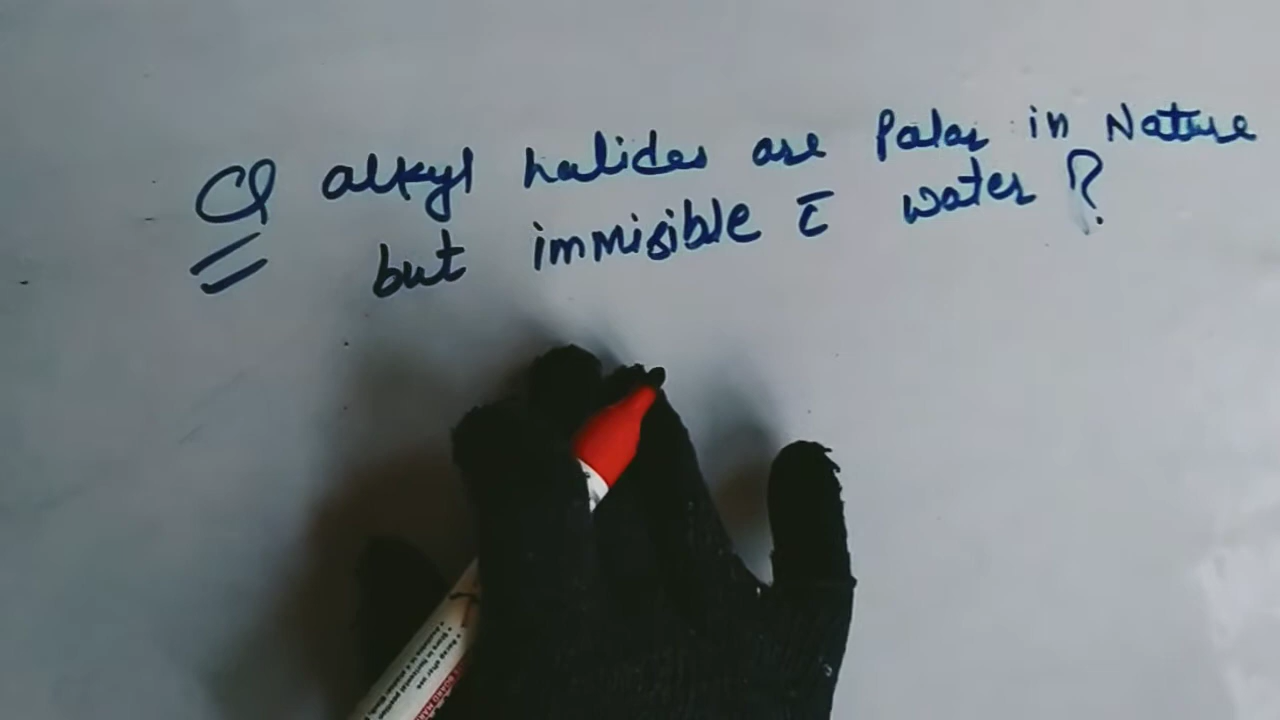 Q alkyl halides are Polar in Nature
but immisible c̄ water ?